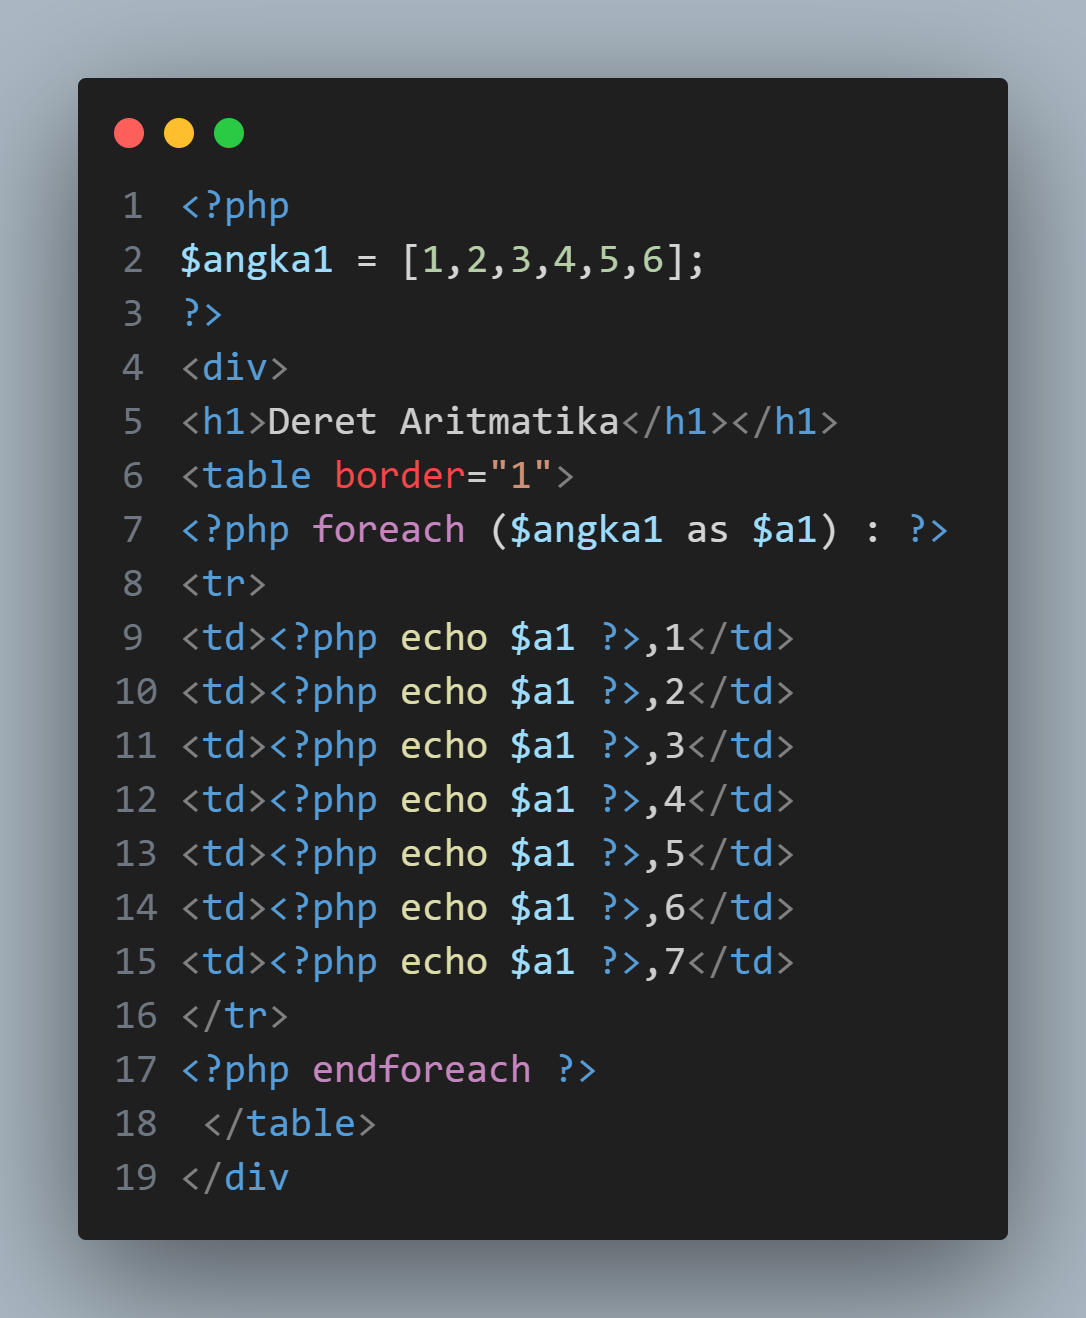 1 <?php
2 $angka1 = [1,2,3,4,5,6];
3 ?>
4 <div>
5 <h1>Deret Aritmatika</h1></h1>
6 <table border="1">
7 <?php foreach ($angka1 as $a1) : ?>
8 <tr>
9 <td><?php echo $a1 ?>,1</td>
10 <td><?php echo $a1 ?>,2</td>
11 <td><?php echo $a1 ?>,3</td>
12 <td><?php echo $a1 ?>,4</td>
13 <td><?php echo $a1 ?>,5</td>
14 <td><?php echo $a1 ?>,6</td>
15 <td><?php echo $a1 ?>,7</td>
16 </tr>
17 <?php endforeach ?>
18  </table>
19 </div